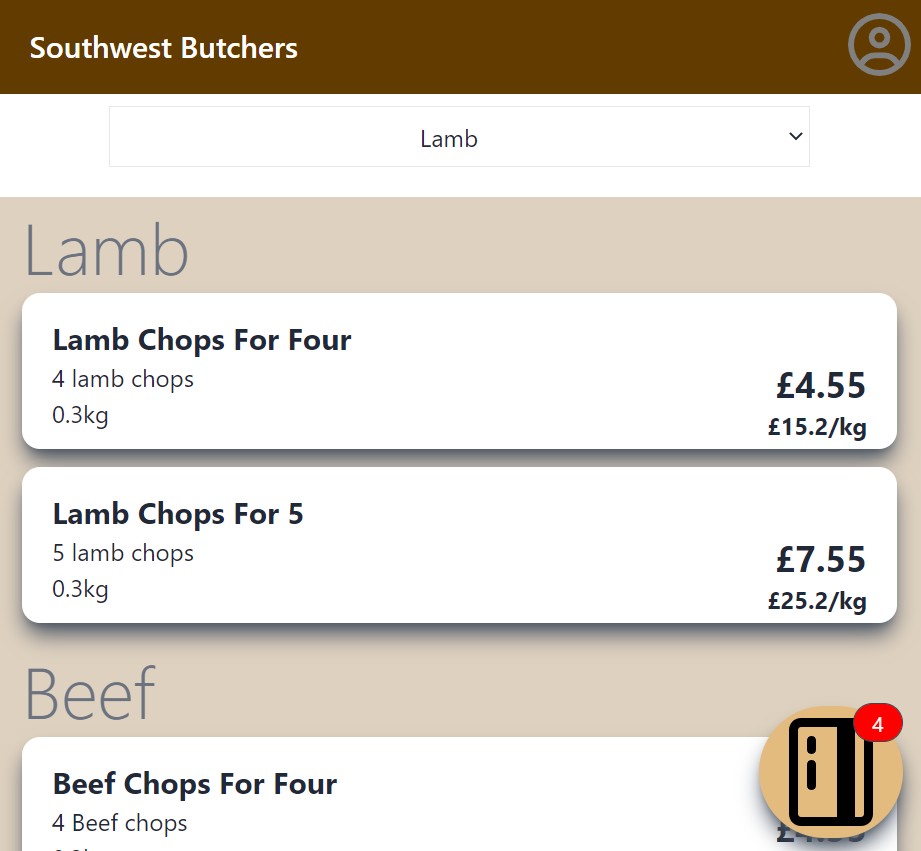 Southwest Butchers
Lamb
Lamb
Lamb Chops For Four
4 lamb chops
0.3kg
£4.55
£15.2/kg
Lamb Chops For 5
5 lamb chops
0.3kg
£7.55
£25.2/kg
Beef
4
Beef Chops For Four
4 Beef chops